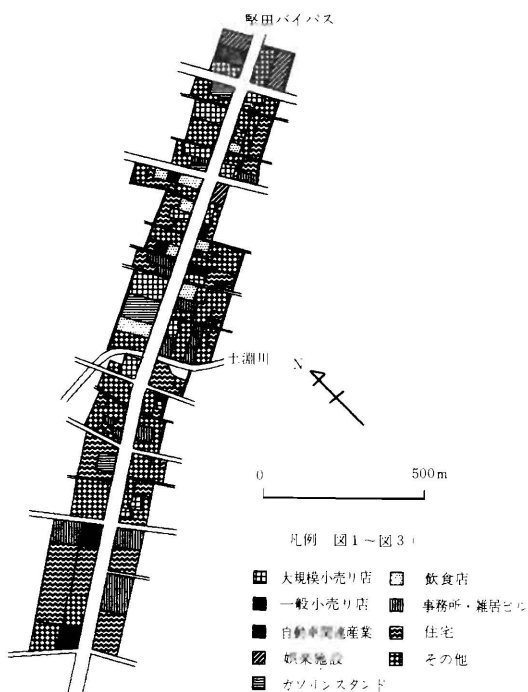 堅田バイパス
土淵川
N
0 500m
凡例 図1~図3
大規模小売り店 飲食店
一般小売り店 事務所・雑居ビル
自動車関連産業 住宅
娯楽施設 その他
ガソリンスタンド